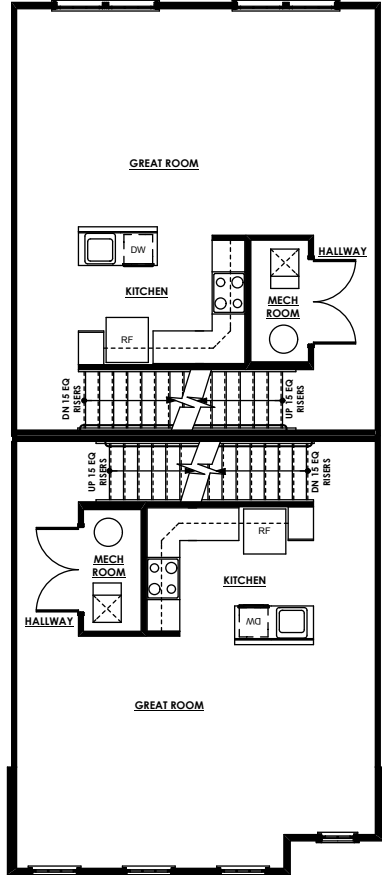 GREAT ROOM
DW
HALLWAY
KITCHEN
MECH
ROOM
RF
DN 15 EQ
RISERS
UP 15 EQ
RISERS
UP 15 EQ
RISERS
DN 15 EQ
RISERS
RF
MECH
ROOM
KITCHEN
HALLWAY
DW
GREAT ROOM